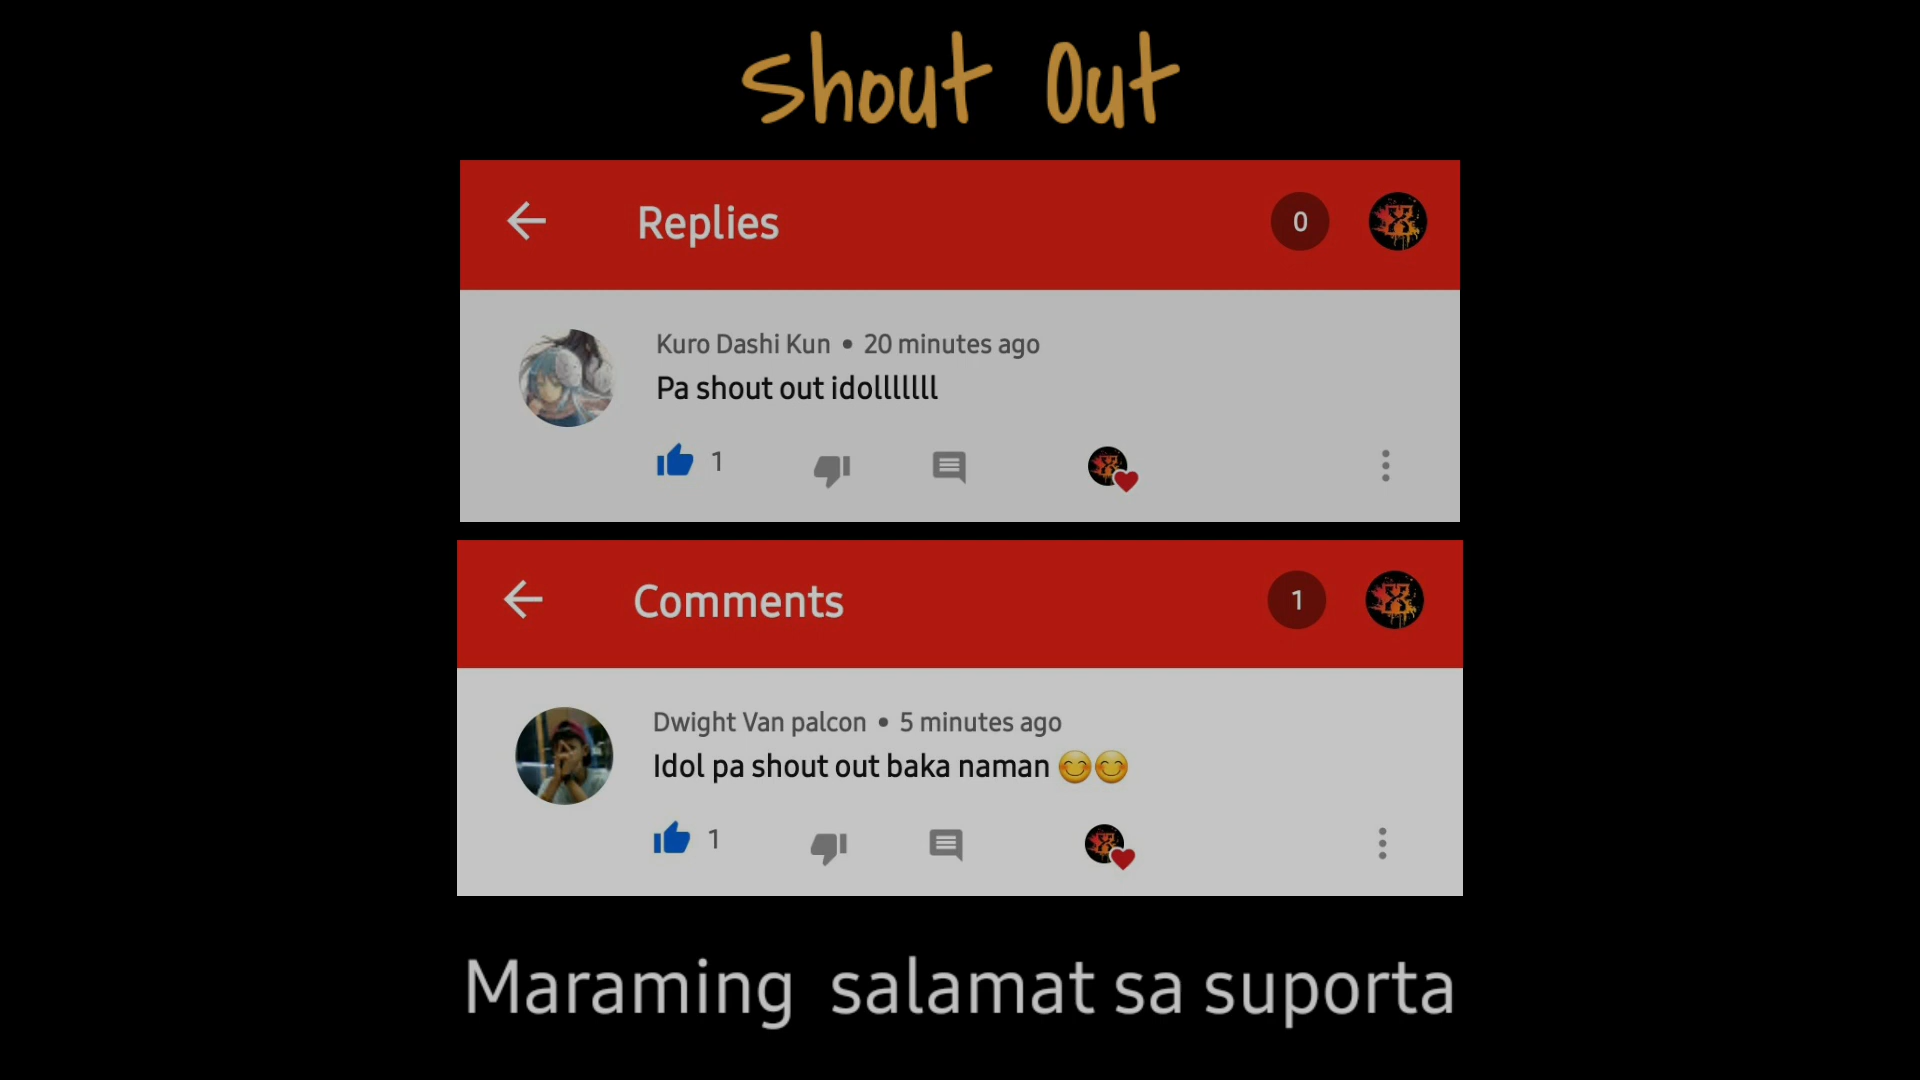 Shout Out
Replies
0
Kuro Dashi Kun • 20 minutes ago
Pa shout out idolllllll
1
Comments
1
Dwight Van palcon • 5 minutes ago
Idol pa shout out baka naman 😊😊
1
Maraming salamat sa suporta